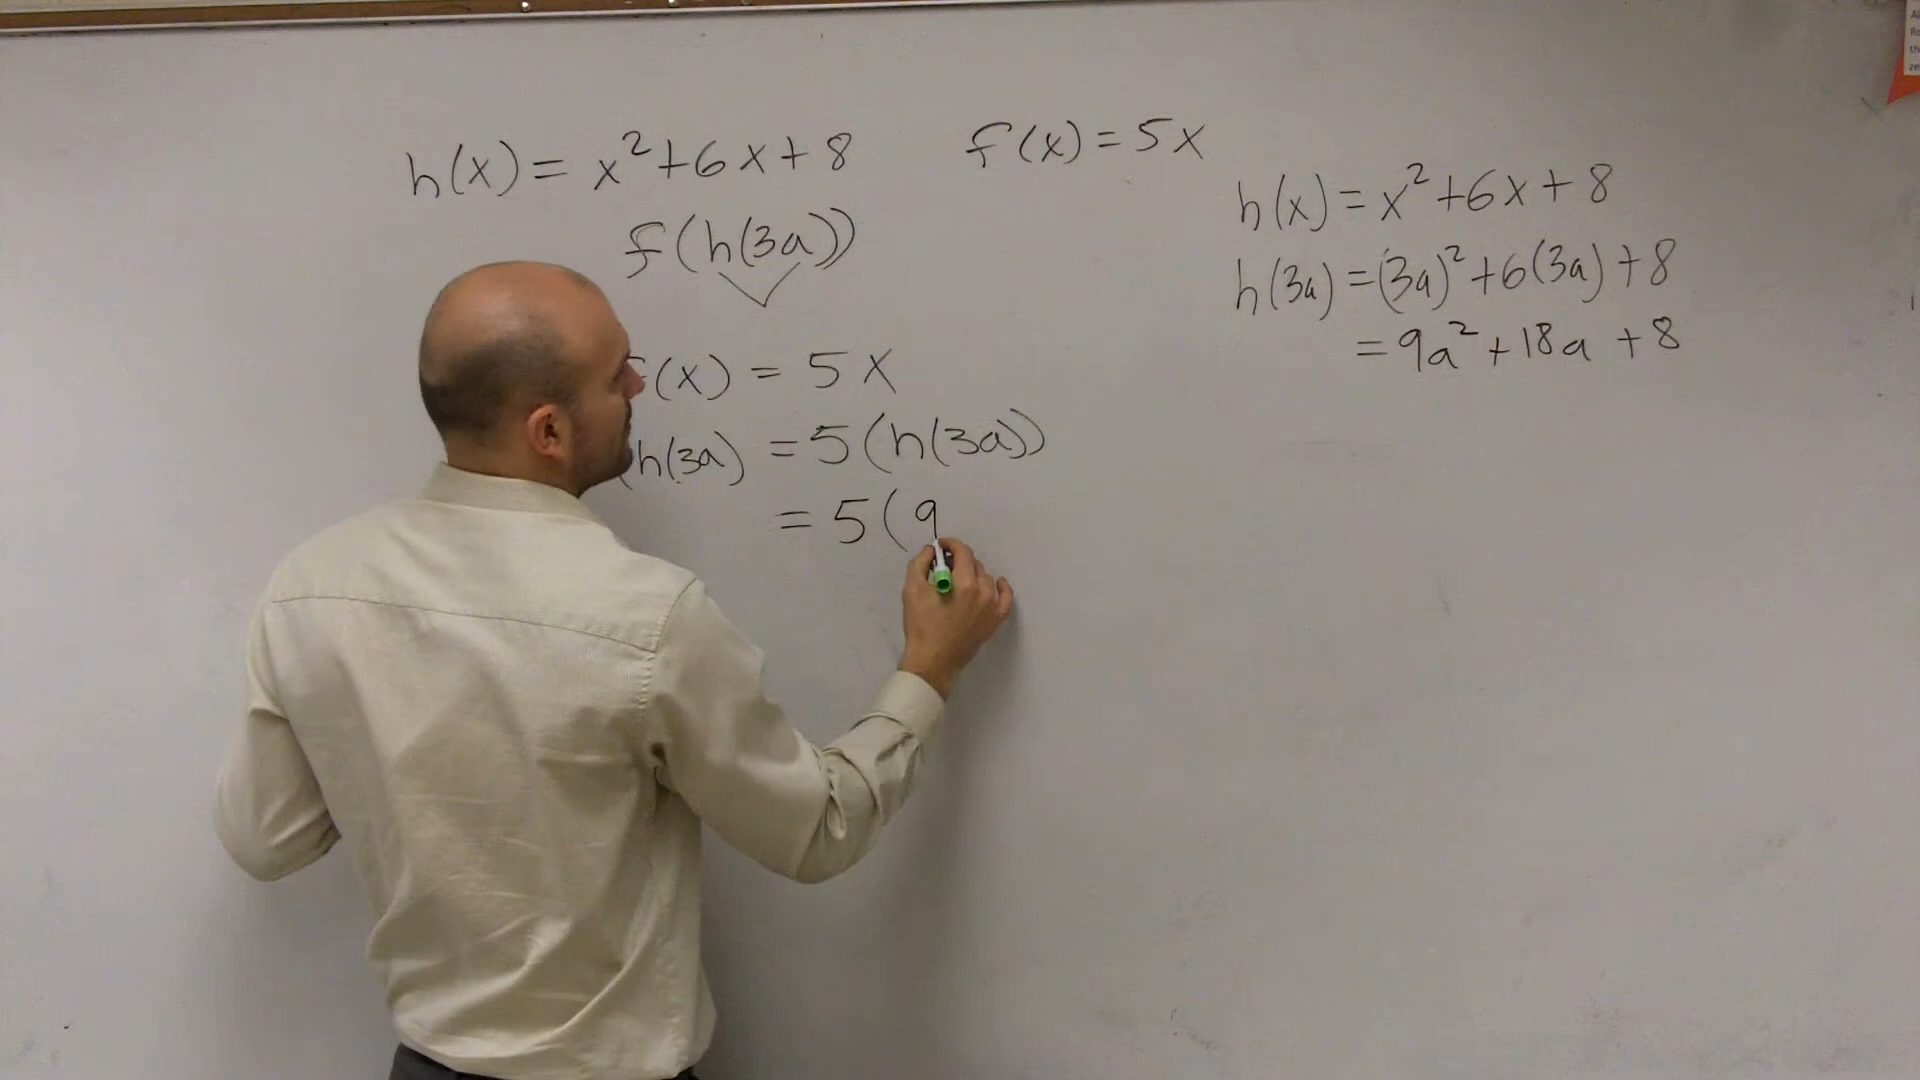 h(x) = x²+6x+8
f(x) = 5x
f(h(3a))
(x) = 5x
(h(3a) = 5(h(3a))
= 5(9
h(x) = x²+6x+8
h(3a) = (3a)²+6(3a)+8
= 9a²+18a+8